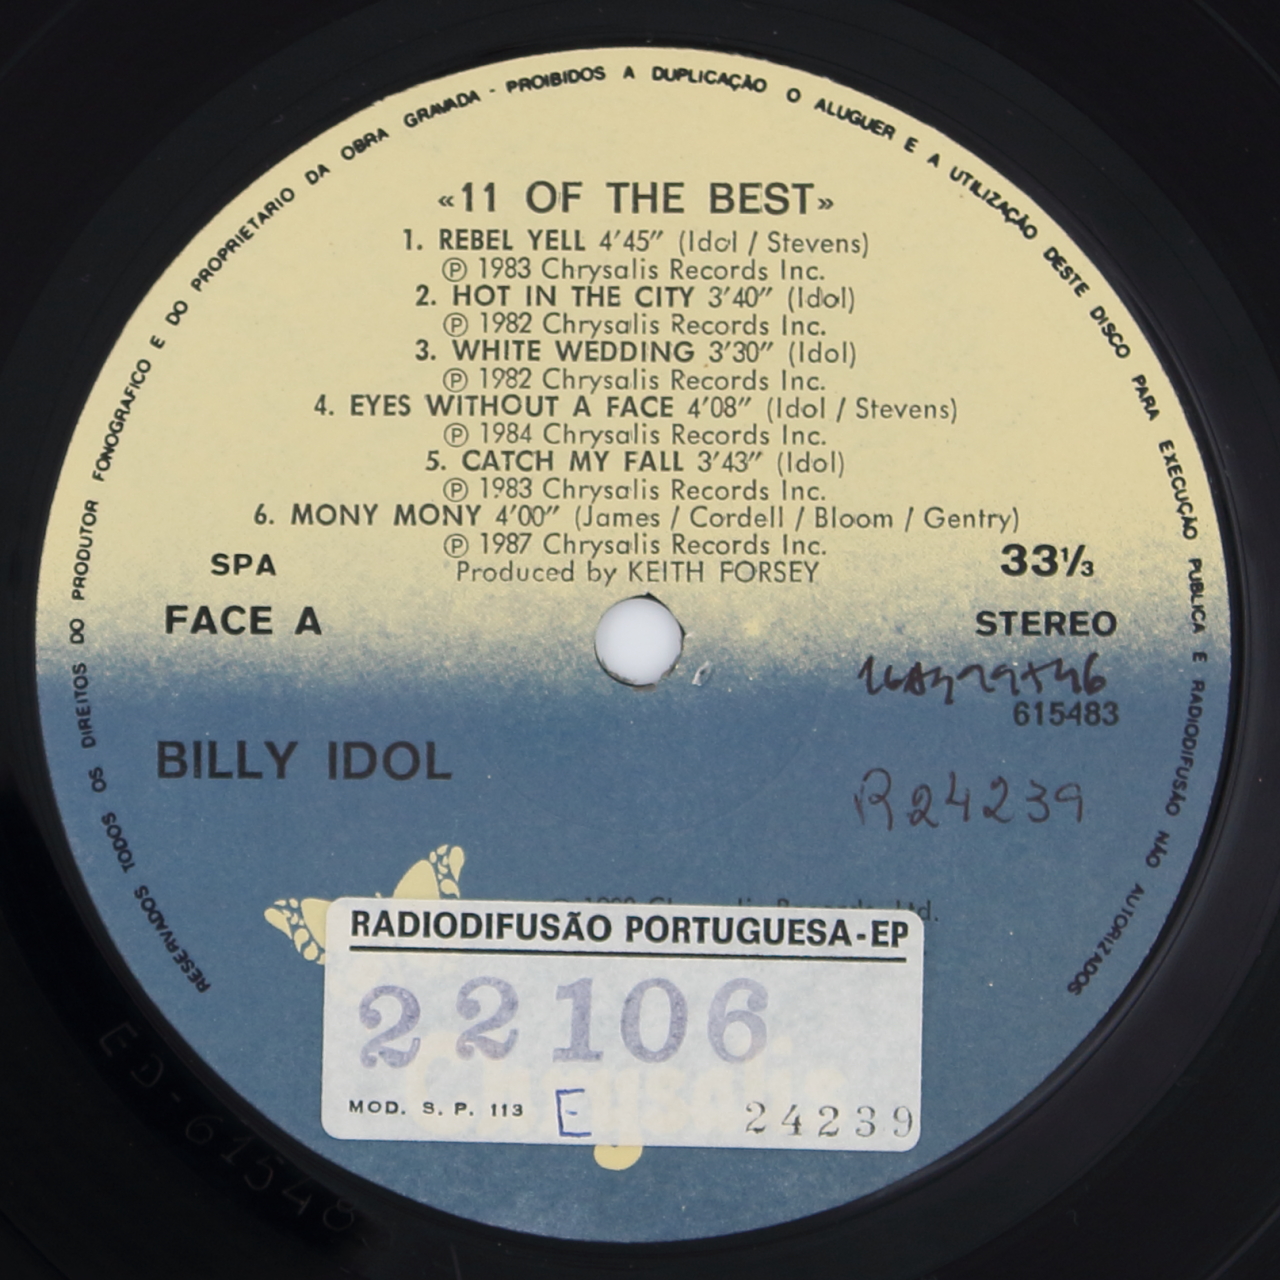 RESERVADOS TODOS OS DIREITOS DO PRODUTOR FONOGRAFICO E DO PROPRIETARIO DA OBRA GRAVADA - PROIBIDOS A DUPLICAÇÃO O ALUGUER E A UTILIZAÇÃO DESTE DISCO PARA EXECUÇÃO PUBLICA E RADIODIFUSÃO NÃO AUTORIZADOS
«11 OF THE BEST»
1. REBEL YELL 4'45" (Idol / Stevens)
℗ 1983 Chrysalis Records Inc.
2. HOT IN THE CITY 3'40" (Idol)
℗ 1982 Chrysalis Records Inc.
3. WHITE WEDDING 3'30" (Idol)
℗ 1982 Chrysalis Records Inc.
4. EYES WITHOUT A FACE 4'08" (Idol / Stevens)
℗ 1984 Chrysalis Records Inc.
5. CATCH MY FALL 3'43" (Idol)
℗ 1983 Chrysalis Records Inc.
6. MONY MONY 4'00" (James / Cordell / Bloom / Gentry)
℗ 1987 Chrysalis Records Inc.
Produced by KEITH FORSEY
SPA
33⅓
FACE A
STEREO
615483
BILLY IDOL
R24239
Chrysalis Records Ltd.
RADIODIFUSÃO PORTUGUESA-EP
22106
MOD. S. P. 113 E 24239
Chrysalis
ED-61548